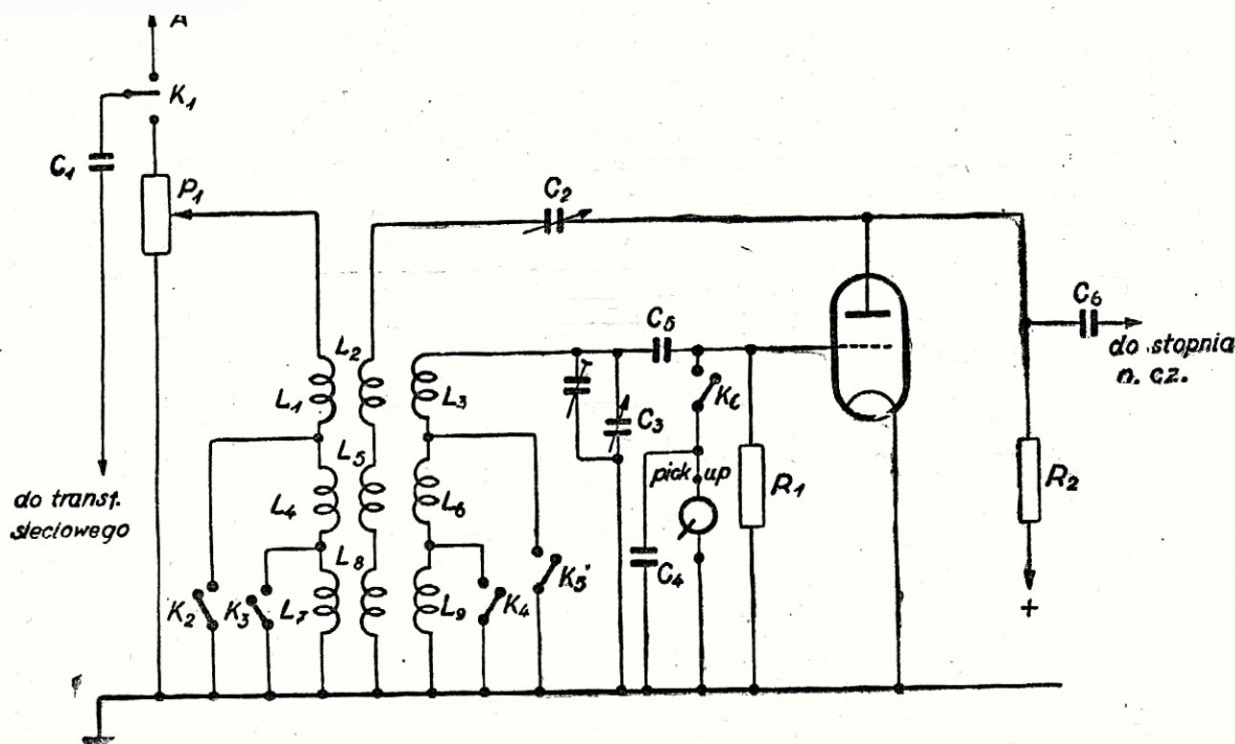 A
K1
C1
P1
C2
C5
C6
do stopnia
n. cz.
L2
L1
L3
K6
C3
pick up
R1
R2
L5
L4
L6
do transf.
sieciowego
L8
C4
K5
K2
K3
L7
L9
K4
+